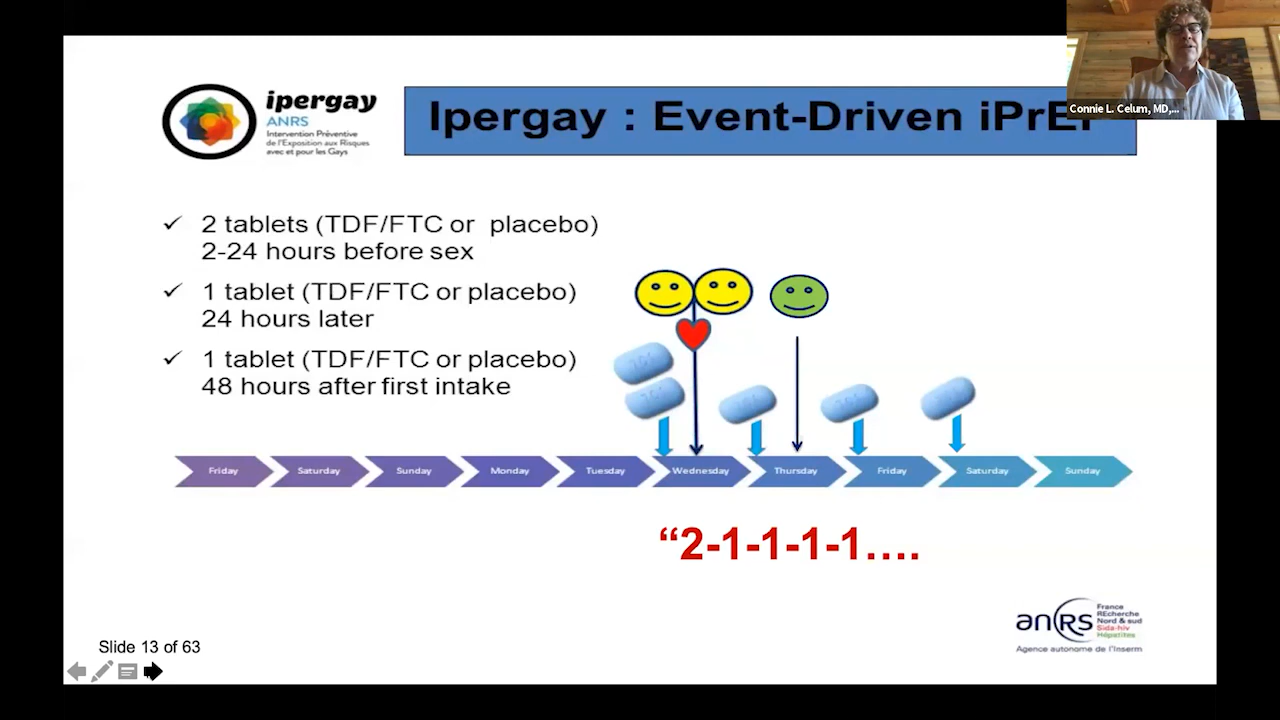 Connie L. Celum, MD,...
ipergay
ANRS
Intervention Préventive
de l'Exposition aux Risques
avec et pour les Gays
Ipergay : Event-Driven iPrEP
✓ 2 tablets (TDF/FTC or placebo)
2-24 hours before sex
✓ 1 tablet (TDF/FTC or placebo)
24 hours later
✓ 1 tablet (TDF/FTC or placebo)
48 hours after first intake
Friday Saturday Sunday Monday Tuesday Wednesday Thursday Friday Saturday Sunday
“2-1-1-1-1….
anRS
France
REcherche
Nord & sud
Sida-hiv
Hépatites
Agence autonome de l'Inserm
Slide 13 of 63